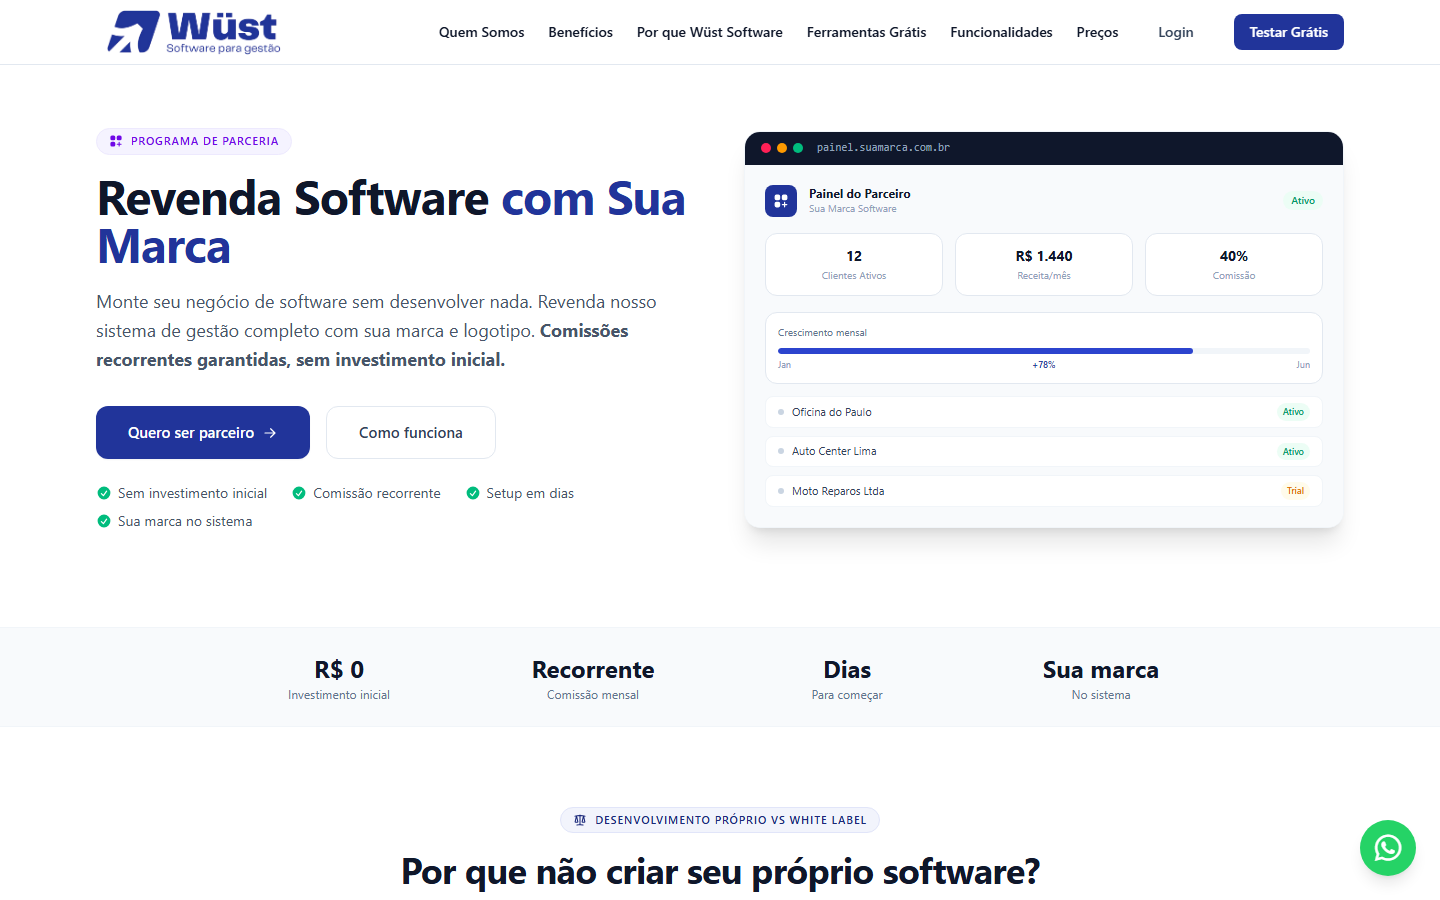 Wüst
Software para gestão
Quem Somos
Benefícios
Por que Wüst Software
Ferramentas Grátis
Funcionalidades
Preços
Login
Testar Grátis
PROGRAMA DE PARCERIA
Revenda Software com Sua
Marca
Monte seu negócio de software sem desenvolver nada. Revenda nosso
sistema de gestão completo com sua marca e logotipo. Comissões
recorrentes garantidas, sem investimento inicial.
Quero ser parceiro →
Como funciona
Sem investimento inicial
Comissão recorrente
Setup em dias
Sua marca no sistema
painel.suamarca.com.br
Painel do Parceiro
Sua Marca Software
Ativo
12
Clientes Ativos
R$ 1.440
Receita/mês
40%
Comissão
Crescimento mensal
Jan
+78%
Jun
Oficina do Paulo
Ativo
Auto Center Lima
Ativo
Moto Reparos Ltda
Trial
R$ 0
Investimento inicial
Recorrente
Comissão mensal
Dias
Para começar
Sua marca
No sistema
DESENVOLVIMENTO PRÓPRIO VS WHITE LABEL
Por que não criar seu próprio software?